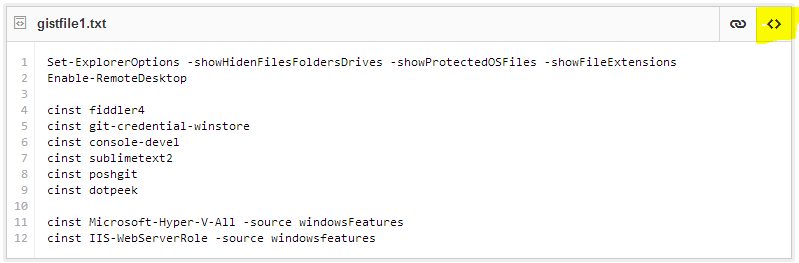 gistfile1.txt
1 Set-ExplorerOptions -showHidenFilesFoldersDrives -showProtectedOSFiles -showFileExtensions
2 Enable-RemoteDesktop
3
4 cinst fiddler4
5 cinst git-credential-winstore
6 cinst console-devel
7 cinst sublimetext2
8 cinst poshgit
9 cinst dotpeek
10
11 cinst Microsoft-Hyper-V-All -source windowsFeatures
12 cinst IIS-WebServerRole -source windowsfeatures